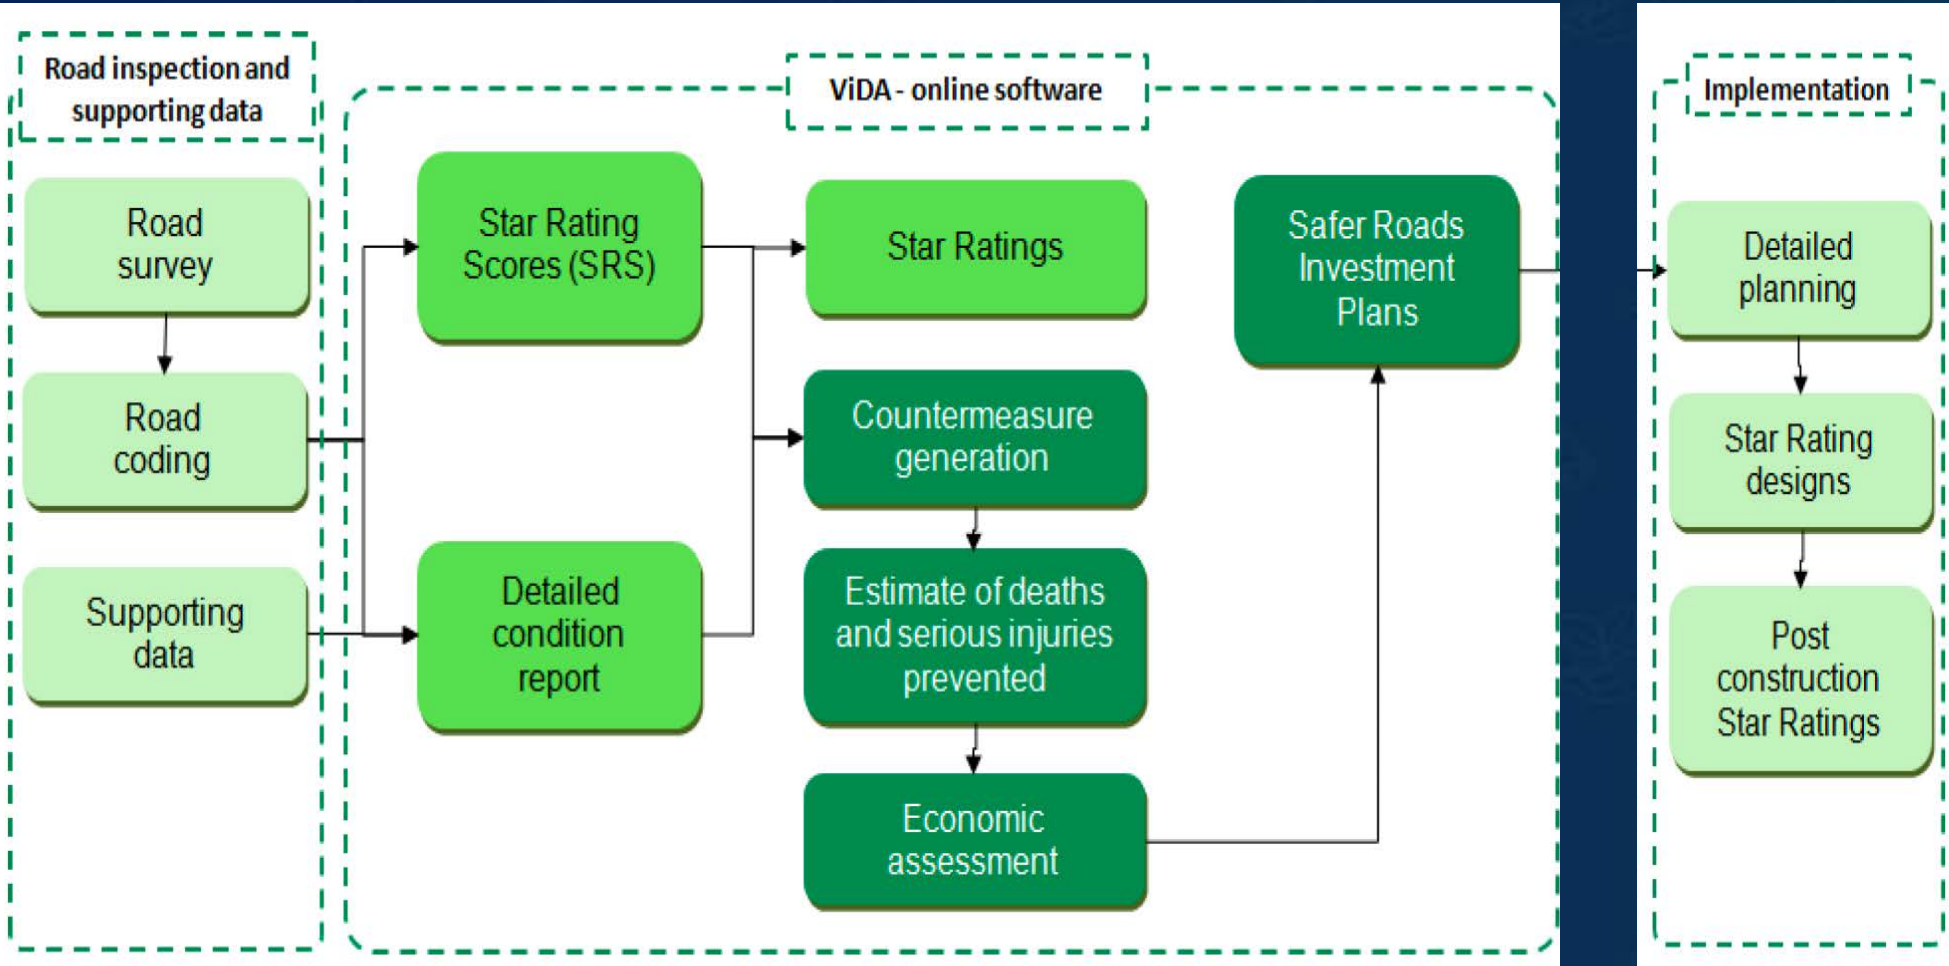 Road inspection and
supporting data
Road
survey
Road
coding
Supporting
data
ViDA - online software
Star Rating
Scores (SRS)
Detailed
condition
report
Star Ratings
Countermeasure
generation
Estimate of deaths
and serious injuries
prevented
Economic
assessment
Safer Roads
Investment
Plans
Implementation
Detailed
planning
Star Rating
designs
Post
construction
Star Ratings